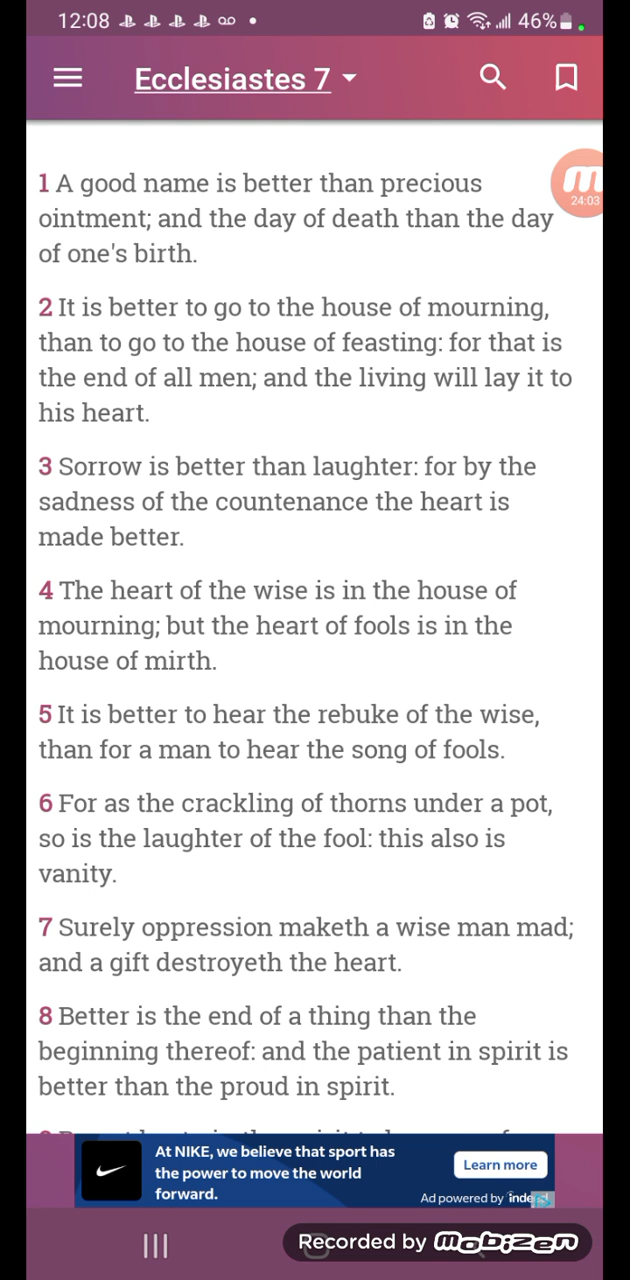 12:08
46%
Ecclesiastes 7
24:03
1 A good name is better than precious
ointment; and the day of death than the day
of one's birth.
2 It is better to go to the house of mourning,
than to go to the house of feasting: for that is
the end of all men; and the living will lay it to
his heart.
3 Sorrow is better than laughter: for by the
sadness of the countenance the heart is
made better.
4 The heart of the wise is in the house of
mourning; but the heart of fools is in the
house of mirth.
5 It is better to hear the rebuke of the wise,
than for a man to hear the song of fools.
6 For as the crackling of thorns under a pot,
so is the laughter of the fool: this also is
vanity.
7 Surely oppression maketh a wise man mad;
and a gift destroyeth the heart.
8 Better is the end of a thing than the
beginning thereof: and the patient in spirit is
better than the proud in spirit.
At NIKE, we believe that sport has
the power to move the world
forward.
Learn more
Ad powered by
Recorded by mobizen